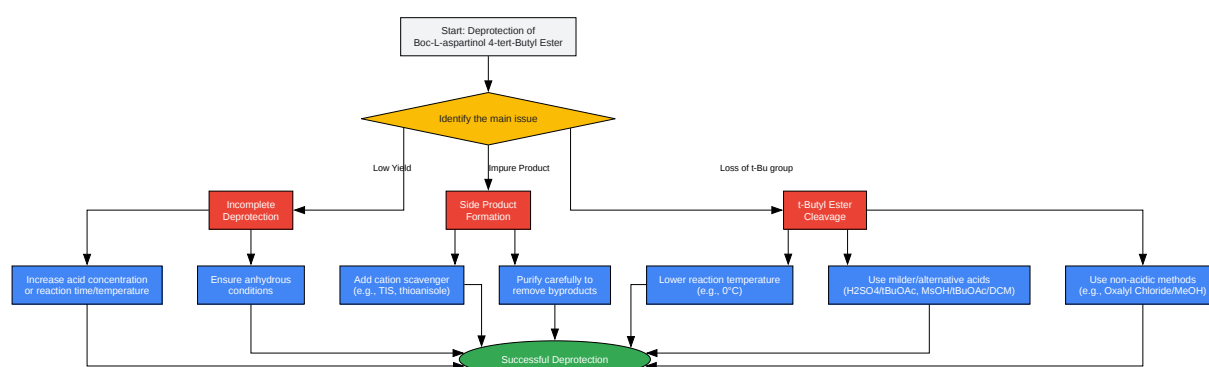 Start: Deprotection of
Boc-L-aspartinol 4-tert-Butyl Ester
Identify the main issue
Low Yield
Impure Product
Loss of t-Bu group
Incomplete
Deprotection
Side Product
Formation
t-Butyl Ester
Cleavage
Increase acid concentration
or reaction time/temperature
Ensure anhydrous
conditions
Add cation scavenger
(e.g., TIS, thioanisole)
Purify carefully to
remove byproducts
Lower reaction temperature
(e.g., 0°C)
Use milder/alternative acids
(H2SO4/tBuOAc, MsOH/tBuOAc/DCM)
Use non-acidic methods
(e.g., Oxalyl Chloride/MeOH)
Successful Deprotection